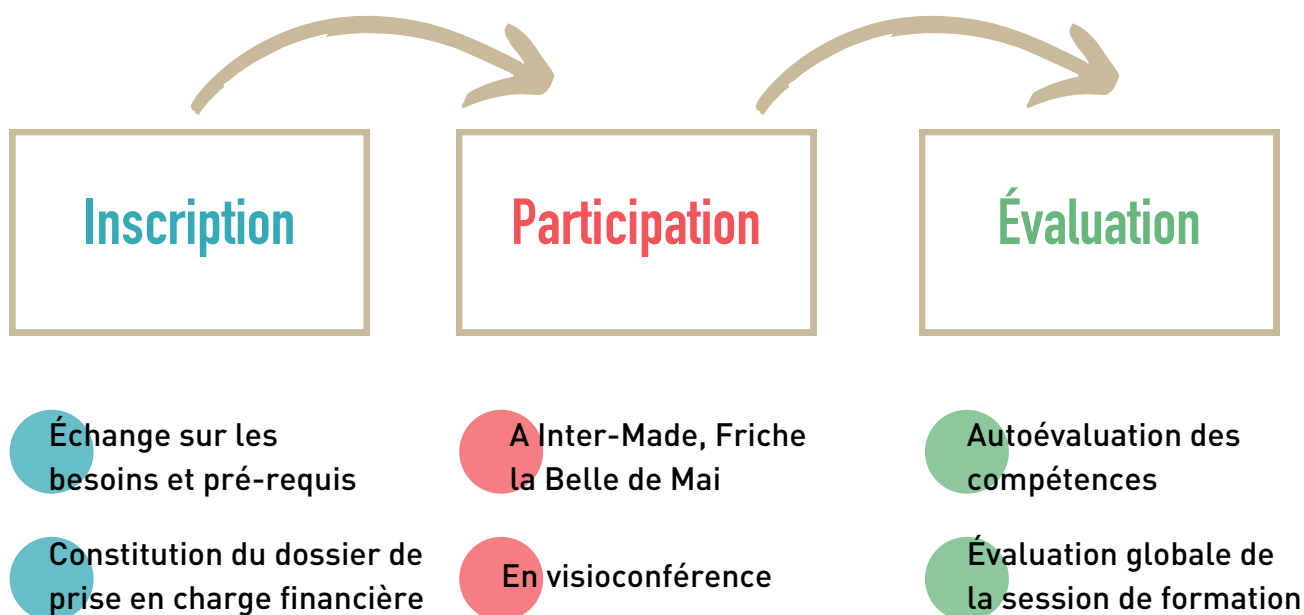 Inscription
Participation
Évaluation
Échange sur les
besoins et pré-requis
Constitution du dossier de
prise en charge financière
A Inter-Made, Friche
la Belle de Mai
En visioconférence
Autoévaluation des
compétences
Évaluation globale de
la session de formation